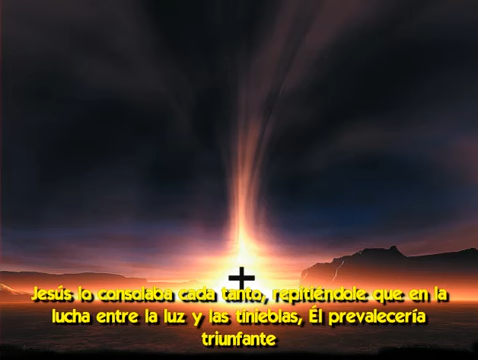 Jesús lo consolaba cada tanto, repitiéndole que en la
lucha entre la luz y las tinieblas, Él prevalecería
triunfante